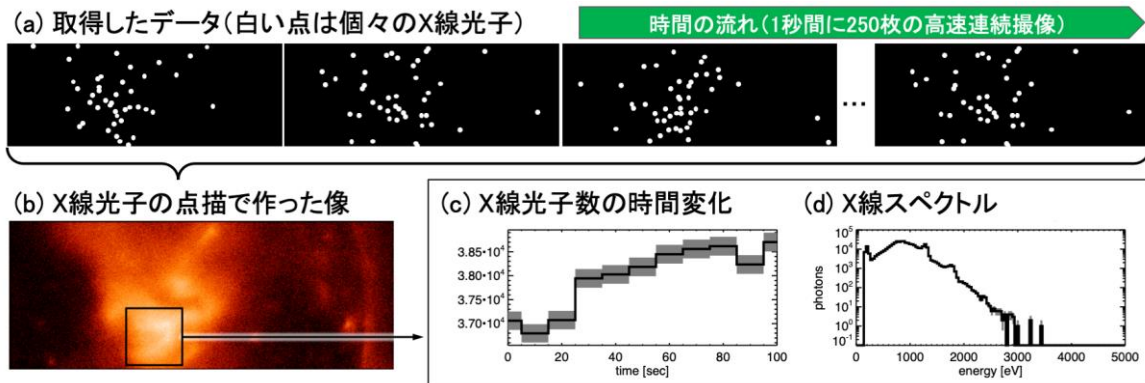 (a) 取得したデータ(白い点は個々のX線光子)
時間の流れ(1秒間に250枚の高速連続撮像)
...
(b) X線光子の点描で作った像
(c) X線光子数の時間変化
3.85•10⁴
3.80•10⁴
3.75•10⁴
3.70•10⁴
0 20 40 60 80 100
time [sec]
(d) X線スペクトル
photons
10⁵
10⁴
10³
10²
10¹
10⁰
10⁻¹
0 1000 2000 3000 4000 5000
energy [eV]